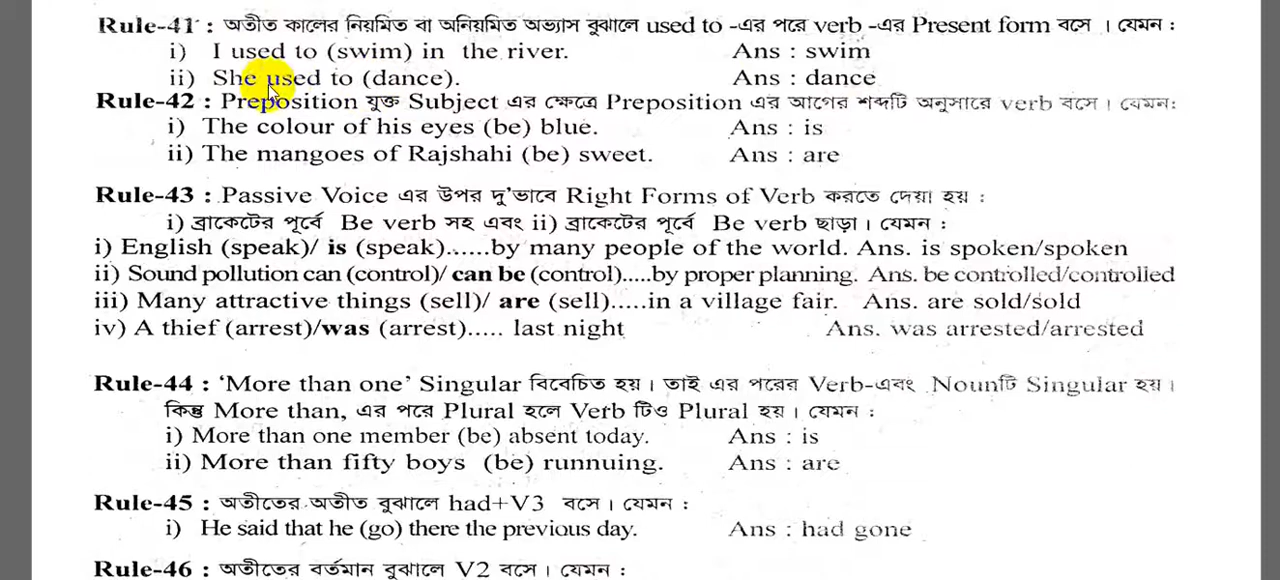 Rule-41 : অতীত কালের নিয়মিত বা অনিয়মিত অভ্যাস বুঝালে used to -এর পরে verb -এর Present form বসে । যেমন :
i) I used to (swim) in the river. Ans : swim
ii) She used to (dance). Ans : dance
Rule-42 : Preposition যুক্ত Subject এর ক্ষেত্রে Preposition এর আগের শব্দটি অনুসারে verb বসে। যেমন:
i) The colour of his eyes (be) blue. Ans : is
ii) The mangoes of Rajshahi (be) sweet. Ans : are
Rule-43 : Passive Voice এর উপর দু'ভাবে Right Forms of Verb করতে দেয়া হয় :
i) ব্রাকেটের পূর্বে Be verb সহ এবং ii) ব্রাকেটের পূর্বে Be verb ছাড়া। যেমন :
i) English (speak)/ is (speak)......by many people of the world. Ans. is spoken/spoken
ii) Sound pollution can (control)/ can be (control)....by proper planning. Ans. be controlled/controlled
iii) Many attractive things (sell)/ are (sell).....in a village fair. Ans. are sold/sold
iv) A thief (arrest)/was (arrest)..... last night Ans. was arrested/arrested
Rule-44 : 'More than one' Singular বিবেচিত হয়। তাই এর পরের Verb-এবং Nounটি Singular হয়।
কিন্তু More than, এর পরে Plural হলে Verb টিও Plural হয়। যেমন :
i) More than one member (be) absent today. Ans : is
ii) More than fifty boys (be) runnuing. Ans : are
Rule-45 : অতীতের অতীত বুঝালে had+V3 বসে। যেমন :
i) He said that he (go) there the previous day. Ans : had gone
Rule-46 : অতীতের বর্তমান বুঝালে V2 বসে। যেমন :